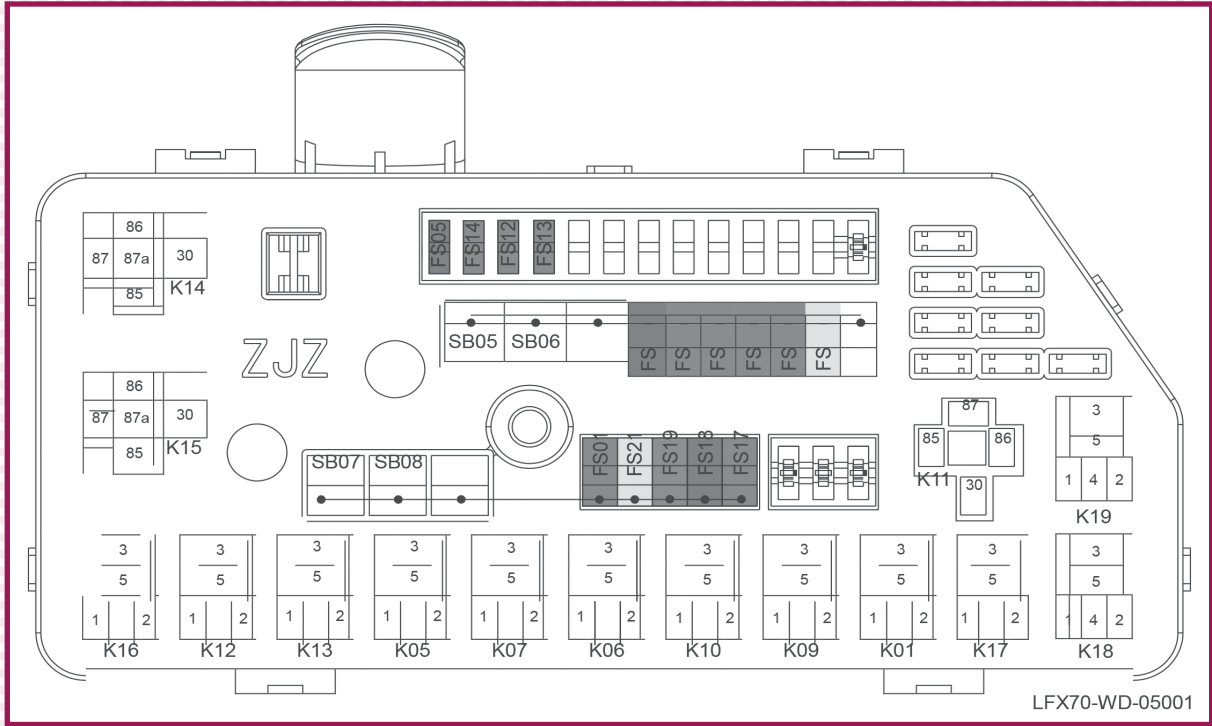 86
87 87a 30
85
K14
FS05 FS14 FS12 FS13
SB05 SB06
FS FS FS FS FS FS
ZJZ
86
87 87a 30
85
K15
SB07 SB08
FS01 FS21 FS19 FS18 FS17
87
85 86
K11
30
3
5
1 4 2
K19
3 3 3 3 3 3 3 3 3 3 3
5 5 5 5 5 5 5 5 5 5 5
1 2 1 2 1 2 1 2 1 2 1 2 1 2 1 2 1 2 1 2 1 4 2
K16 K12 K13 K05 K07 K06 K10 K09 K01 K17 K18
LFX70-WD-05001